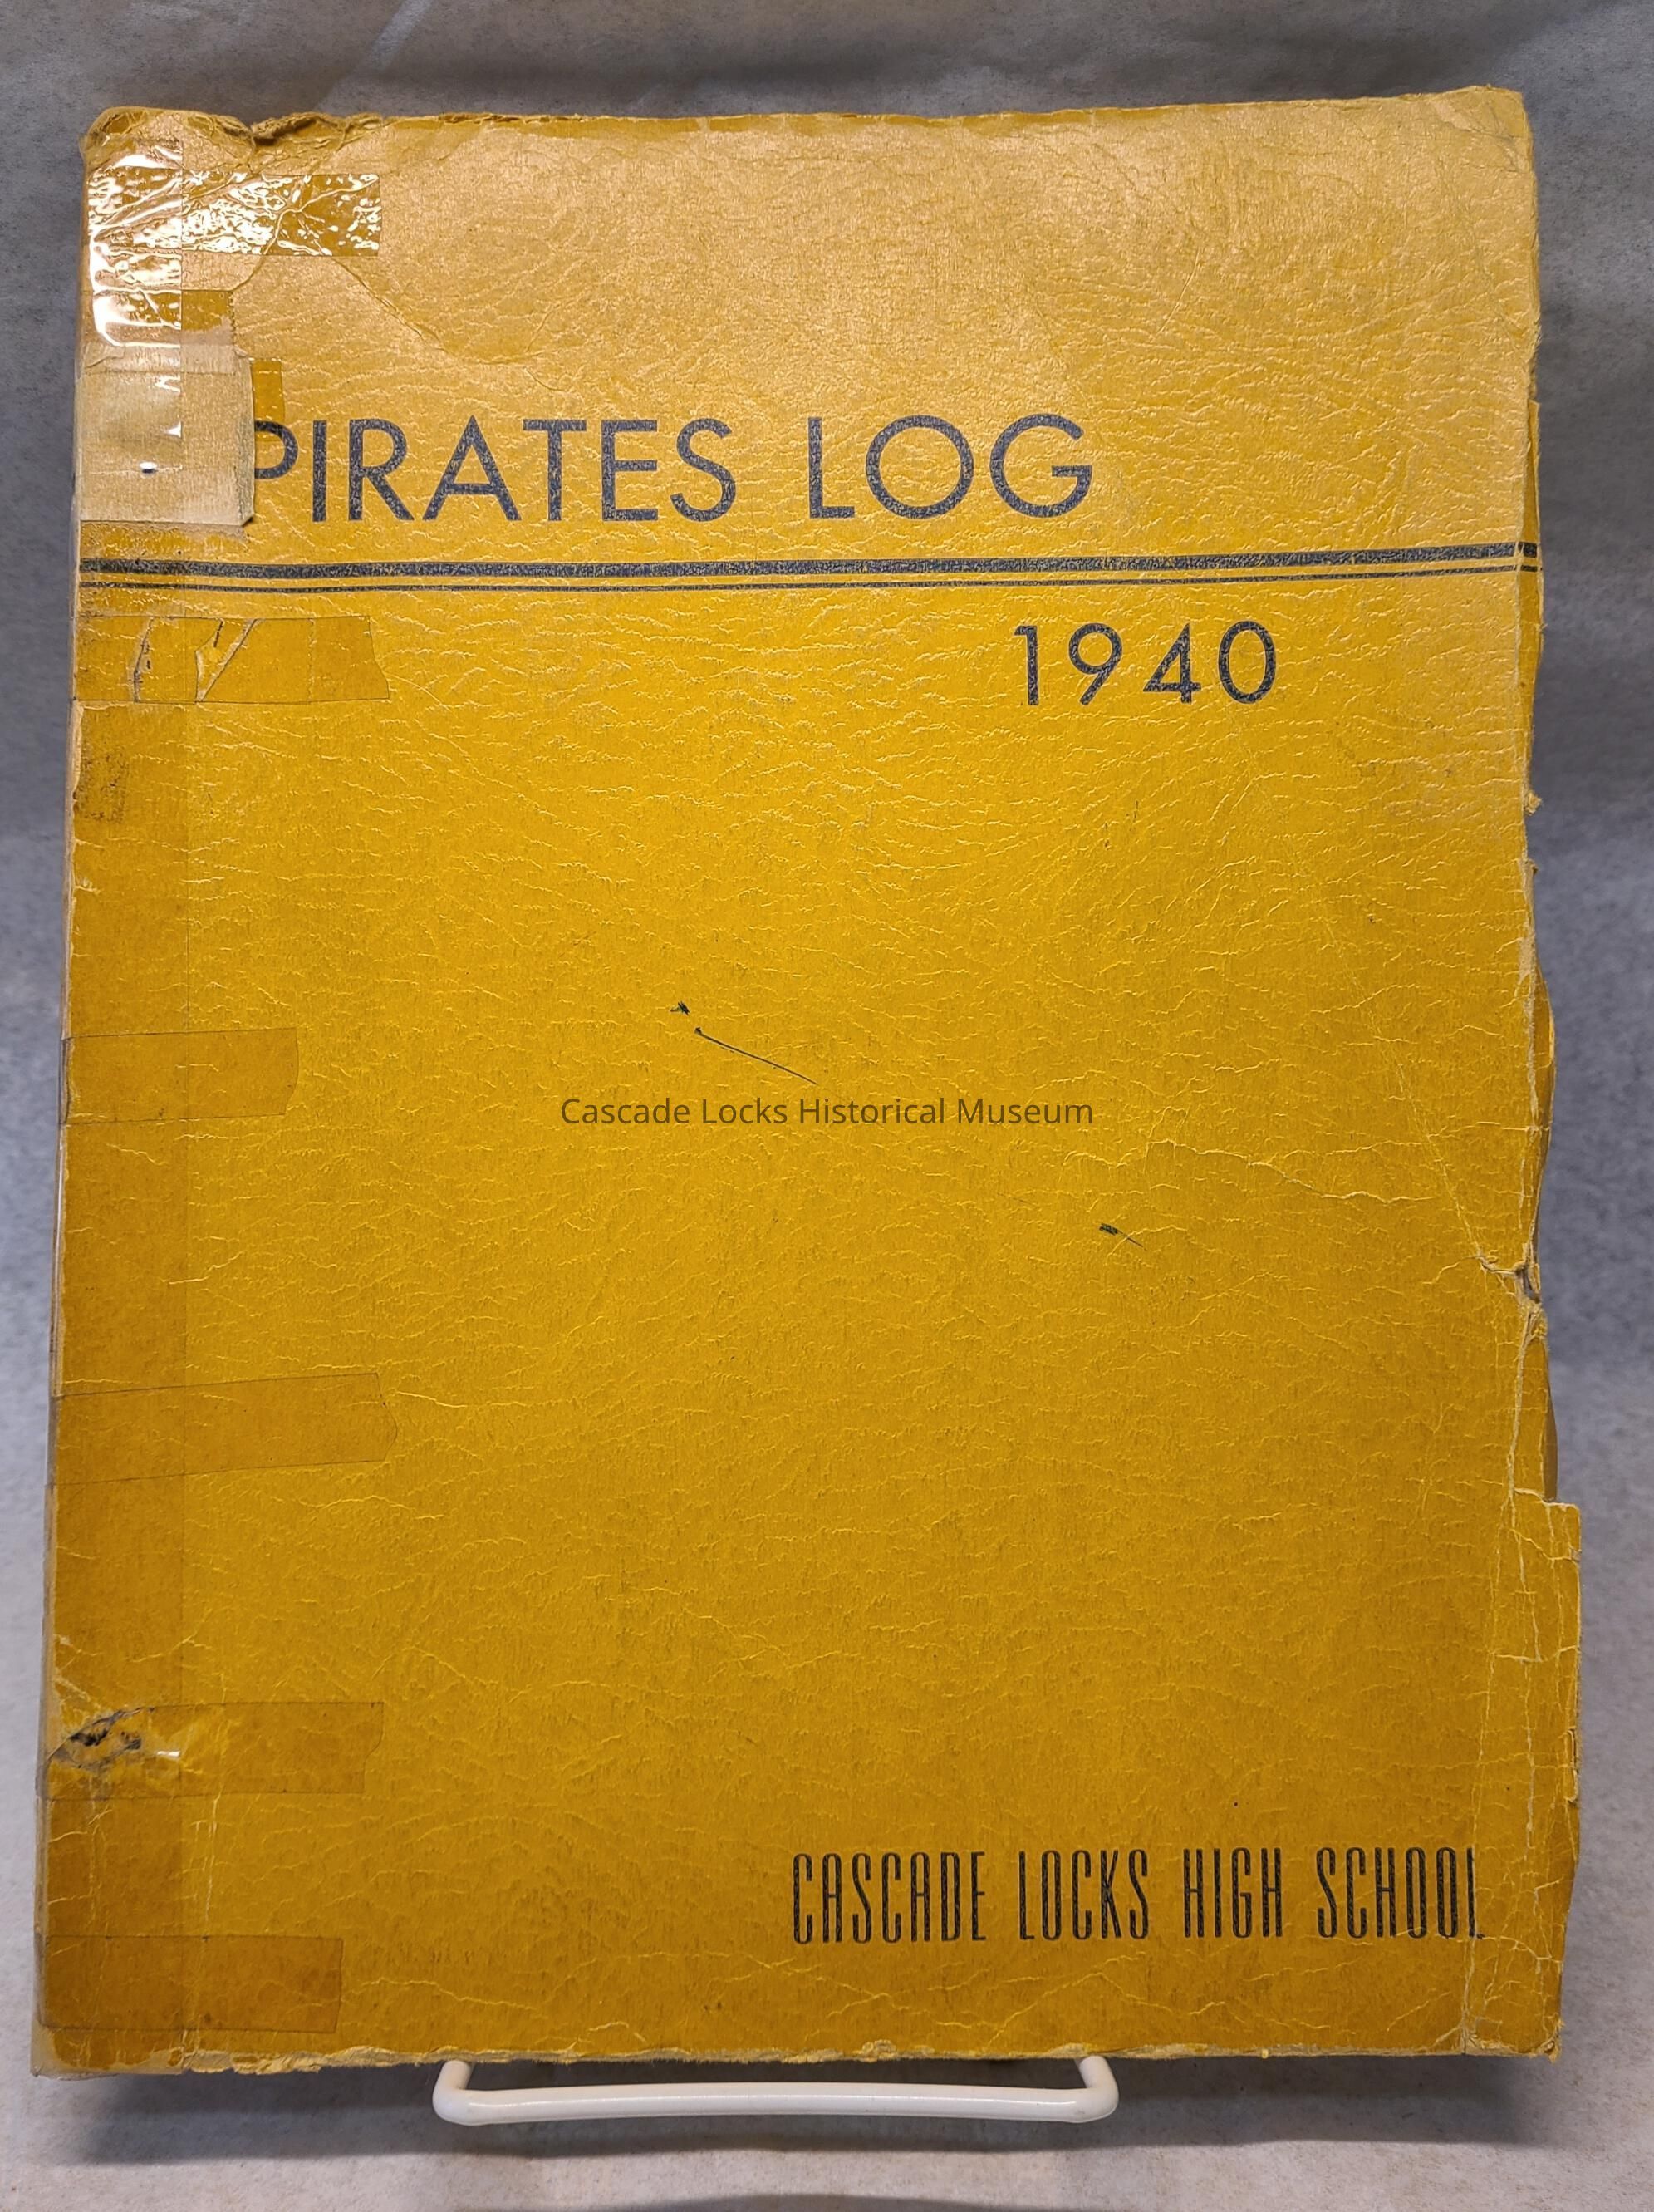 PIRATES LOG
1940
Cascade Locks Historical Museum
CASCADE LOCKS HIGH SCHOOL